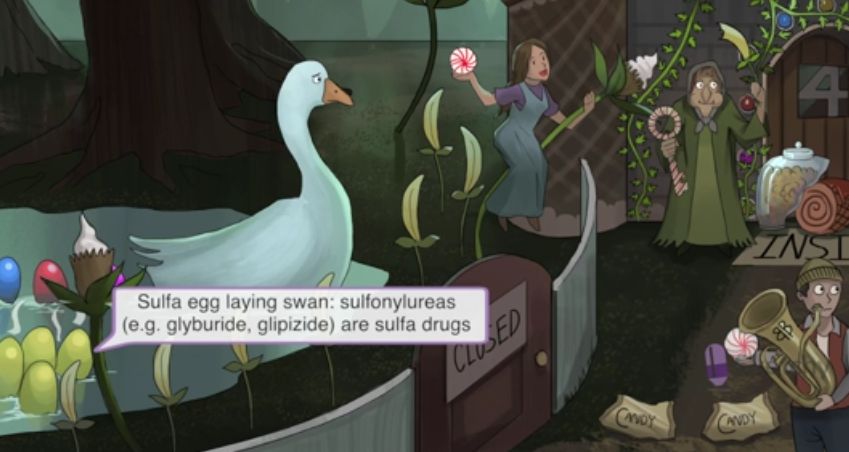 4
INSI
Sulfa egg laying swan: sulfonylureas
(e.g. glyburide, glipizide) are sulfa drugs
CLOSED
CANDY
CANDY